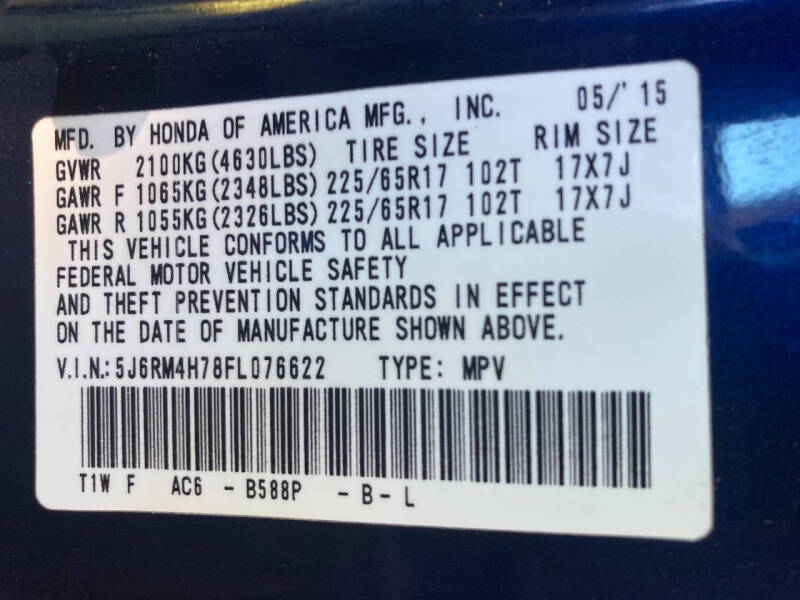 MFD. BY HONDA OF AMERICA MFG., INC. 05/'15
GVWR 2100KG(4630LBS) TIRE SIZE RIM SIZE
GAWR F 1065KG(2348LBS) 225/65R17 102T 17X7J
GAWR R 1055KG(2326LBS) 225/65R17 102T 17X7J
THIS VEHICLE CONFORMS TO ALL APPLICABLE
FEDERAL MOTOR VEHICLE SAFETY
AND THEFT PREVENTION STANDARDS IN EFFECT
ON THE DATE OF MANUFACTURE SHOWN ABOVE.
V.I.N.:5J6RM4H78FL076622 TYPE: MPV
T1W F AC6 - B588P - B - L